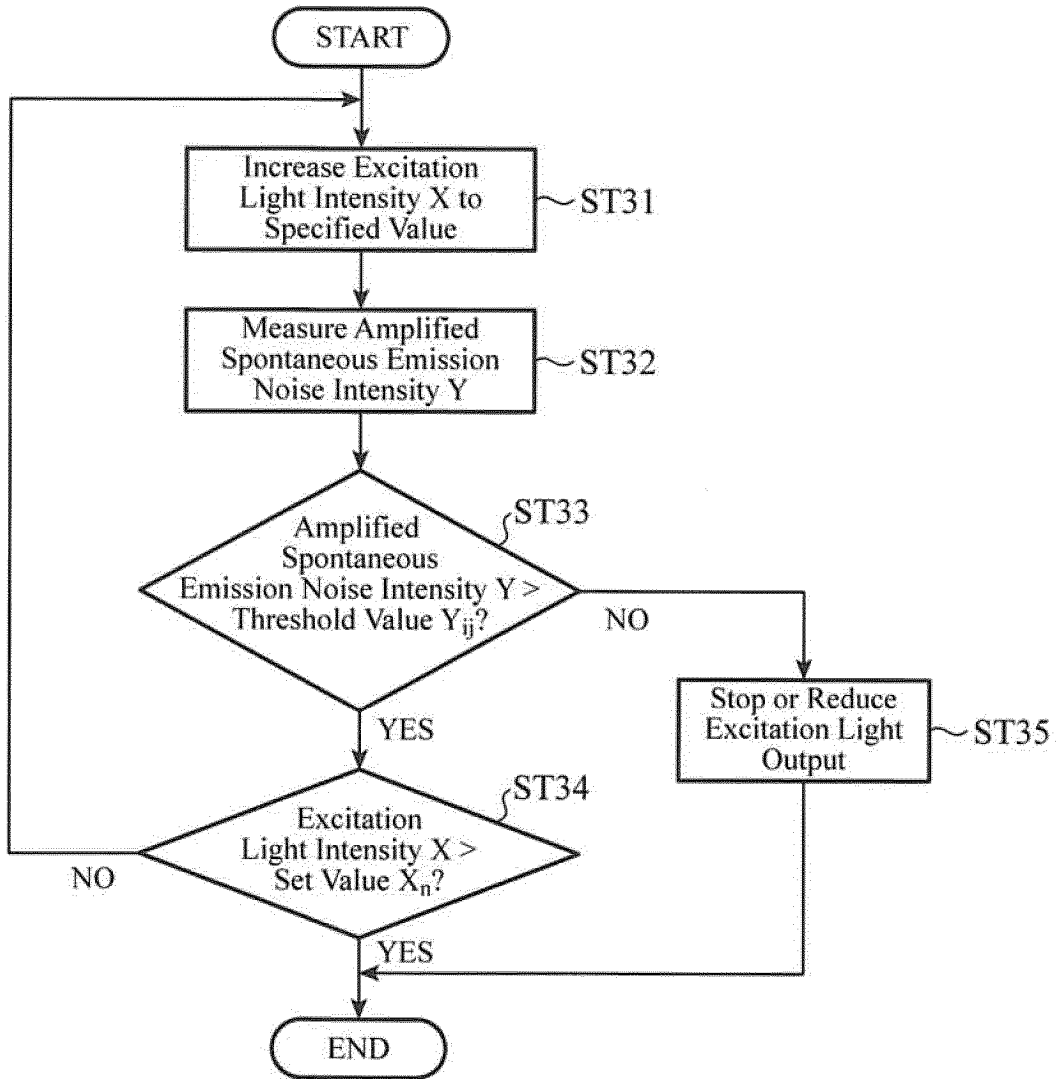 START
Increase Excitation
Light Intensity X to
Specified Value
ST31
Measure Amplified
Spontaneous Emission
Noise Intensity Y
ST32
ST33
Amplified
Spontaneous
Emission Noise Intensity Y >
Threshold Value Yij?
NO
YES
Stop or Reduce
Excitation Light
Output
ST35
ST34
Excitation
Light Intensity X >
Set Value Xn?
NO
YES
END